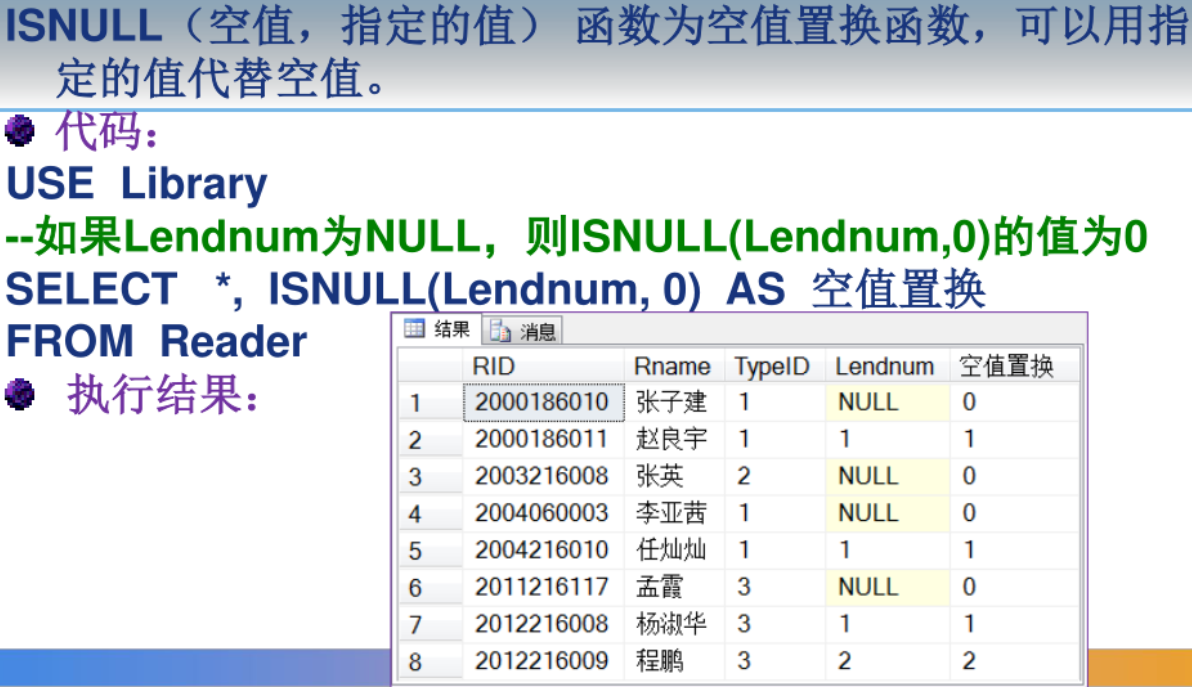 ISNULL（空值，指定的值） 函数为空值置换函数，可以用指
定的值代替空值。
代码：
USE Library
--如果Lendnum为NULL，则ISNULL(Lendnum,0)的值为0
SELECT *, ISNULL(Lendnum, 0) AS 空值置换
FROM Reader
执行结果：
结果 消息
RID Rname TypeID Lendnum 空值置换
1 2000186010 张子建 1 NULL 0
2 2000186011 赵良宇 1 1 1
3 2003216008 张英 2 NULL 0
4 2004060003 李亚茜 1 NULL 0
5 2004216010 任灿灿 1 1 1
6 2011216117 孟霞 3 NULL 0
7 2012216008 杨淑华 3 1 1
8 2012216009 程鹏 3 2 2